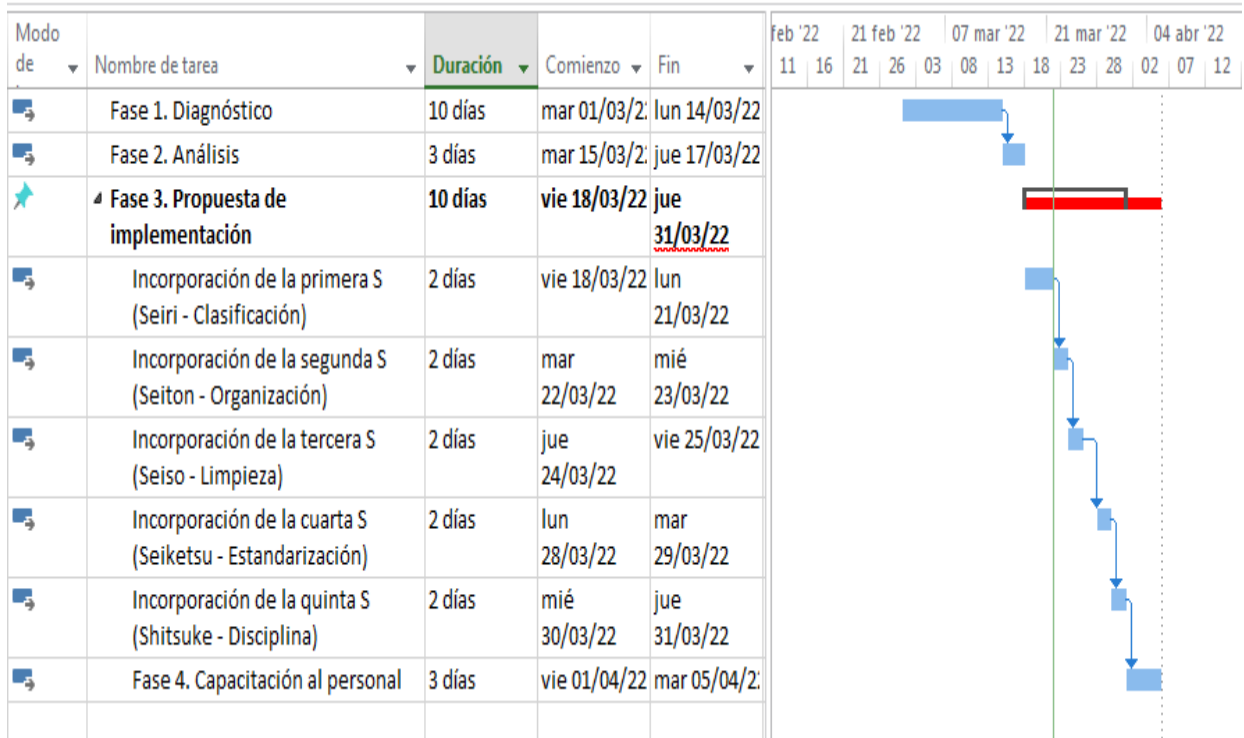 Modo
de
Nombre de tarea
Duración
Comienzo
Fin
feb '22 21 feb '22 07 mar '22 21 mar '22 04 abr '22
11 16 21 26 03 08 13 18 23 28 02 07 12
Fase 1. Diagnóstico 10 días mar 01/03/2 lun 14/03/22
Fase 2. Análisis 3 días mar 15/03/2 jue 17/03/22
Fase 3. Propuesta de 10 días vie 18/03/22 jue
implementación 31/03/22
Incorporación de la primera S 2 días vie 18/03/22 lun
(Seiri - Clasificación) 21/03/22
Incorporación de la segunda S 2 días mar mié
(Seiton - Organización) 22/03/22 23/03/22
Incorporación de la tercera S 2 días jue vie 25/03/22
(Seiso - Limpieza) 24/03/22
Incorporación de la cuarta S 2 días lun mar
(Seiketsu - Estandarización) 28/03/22 29/03/22
Incorporación de la quinta S 2 días mié jue
(Shitsuke - Disciplina) 30/03/22 31/03/22
Fase 4. Capacitación al personal 3 días vie 01/04/22 mar 05/04/2